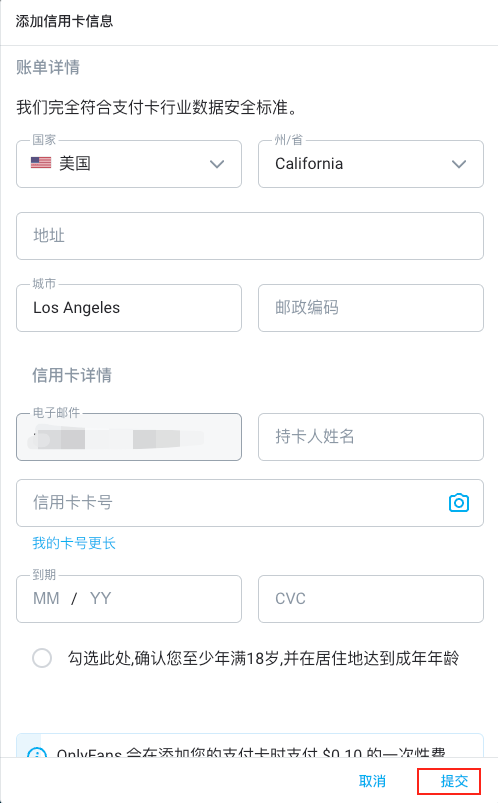 添加信用卡信息
账单详情
我们完全符合支付卡行业数据安全标准。
国家 州/省
美国 California
地址
城市
Los Angeles 邮政编码
信用卡详情
电子邮件
持卡人姓名
信用卡卡号
我的卡号更长
到期
MM / YY CVC
勾选此处,确认您至少年满18岁,并在居住地达到成年年龄
OnlyFans 会在添加您的支付卡时支付 $0.10 的一次性费
取消 提交